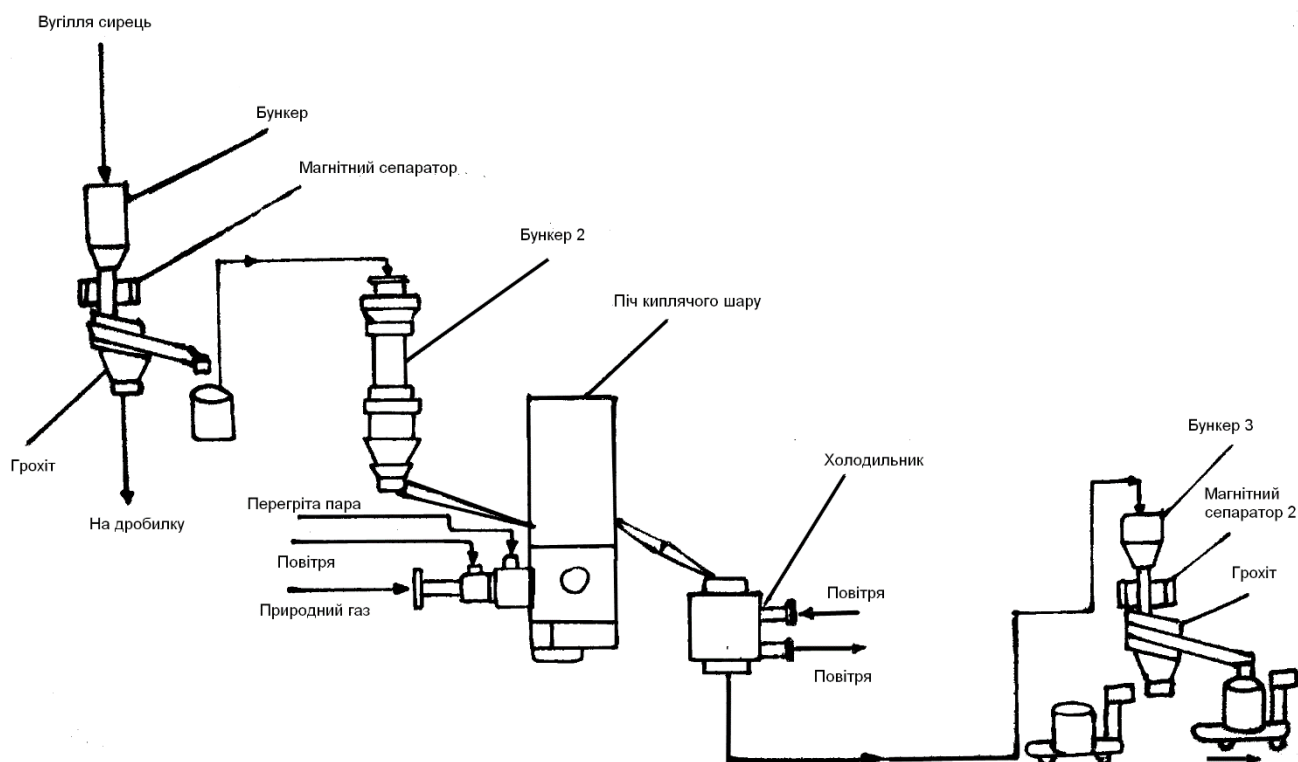 Вугілля сирець
Бункер
Магнітний сепаратор
Бункер 2
Піч киплячого шару
Грохіт
На дробилку
Перегріта пара
Повітря
Природний газ
Холодильник
Повітря
Повітря
Бункер 3
Магнітний
сепаратор 2
Грохіт